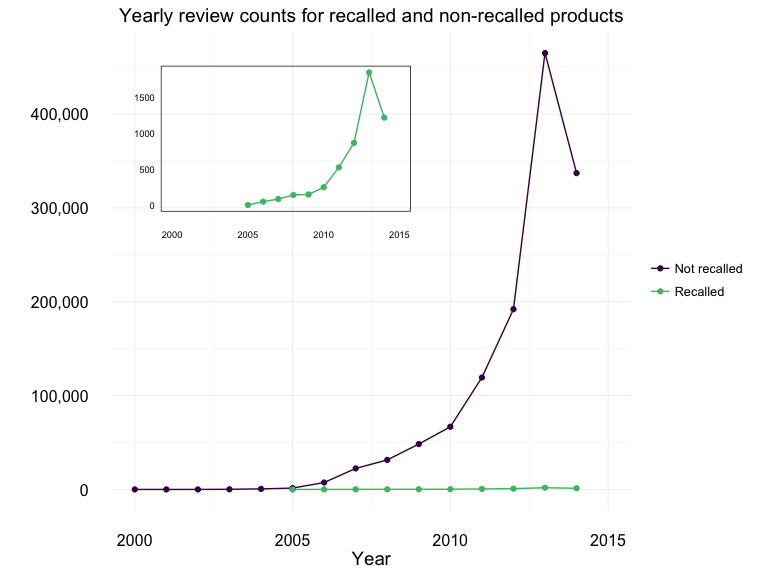 Yearly review counts for recalled and non-recalled products
400,000
300,000
200,000
100,000
0
1500
1000
500
0
2000 2005 2010 2015
Not recalled
Recalled
2000 2005 2010 2015
Year